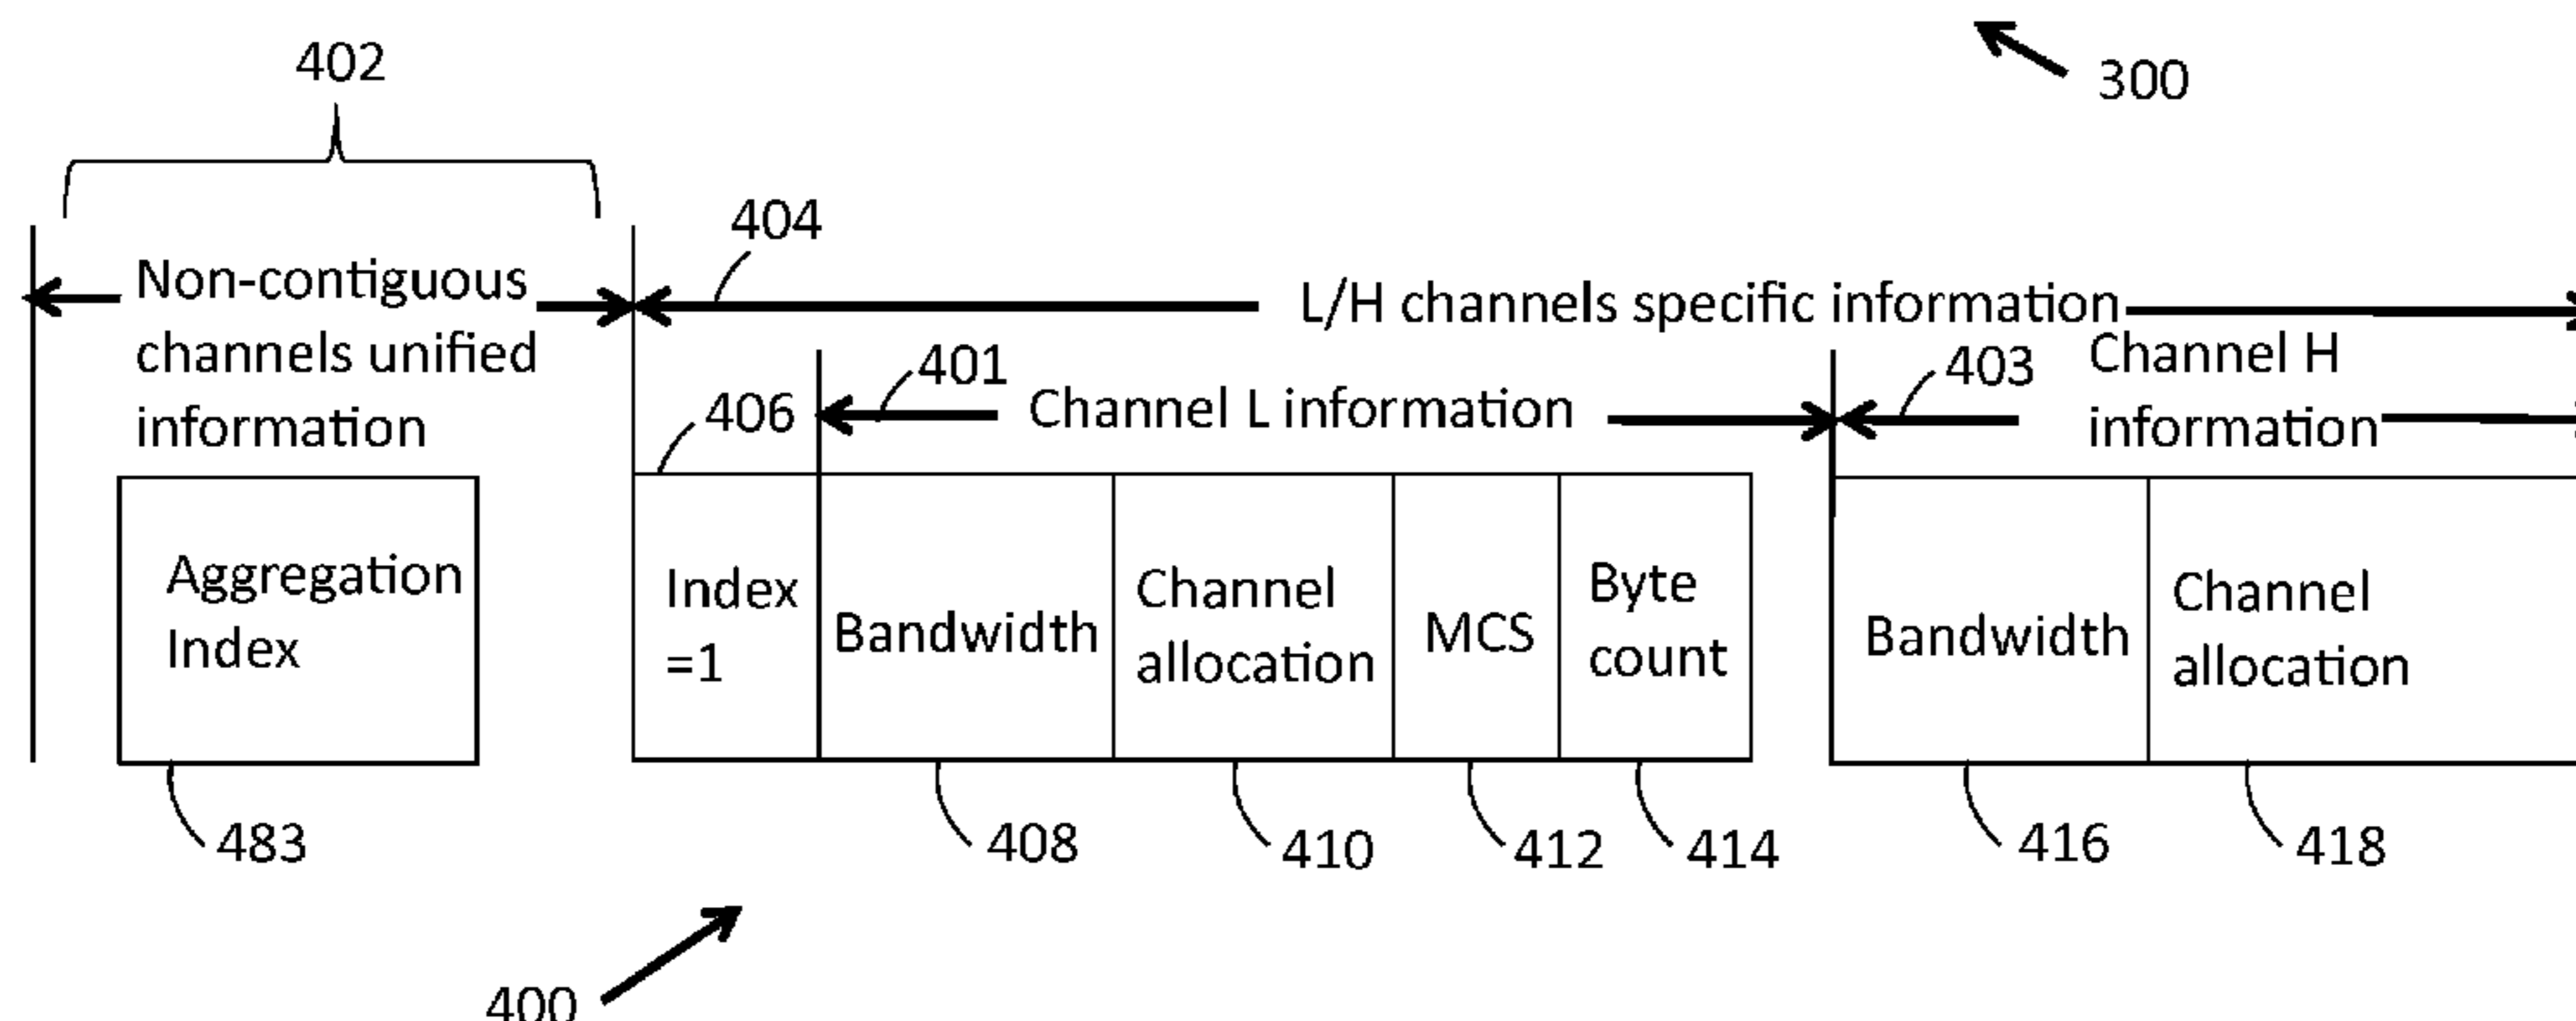 402
300
404
Non-contiguous
channels unified
information
L/H channels specific information
406
401
Channel L information
403
Channel H
information
Aggregation
Index
Index
=1
Bandwidth
Channel
allocation
MCS
Byte
count
Bandwidth
Channel
allocation
483
408
410
412
414
416
418
400